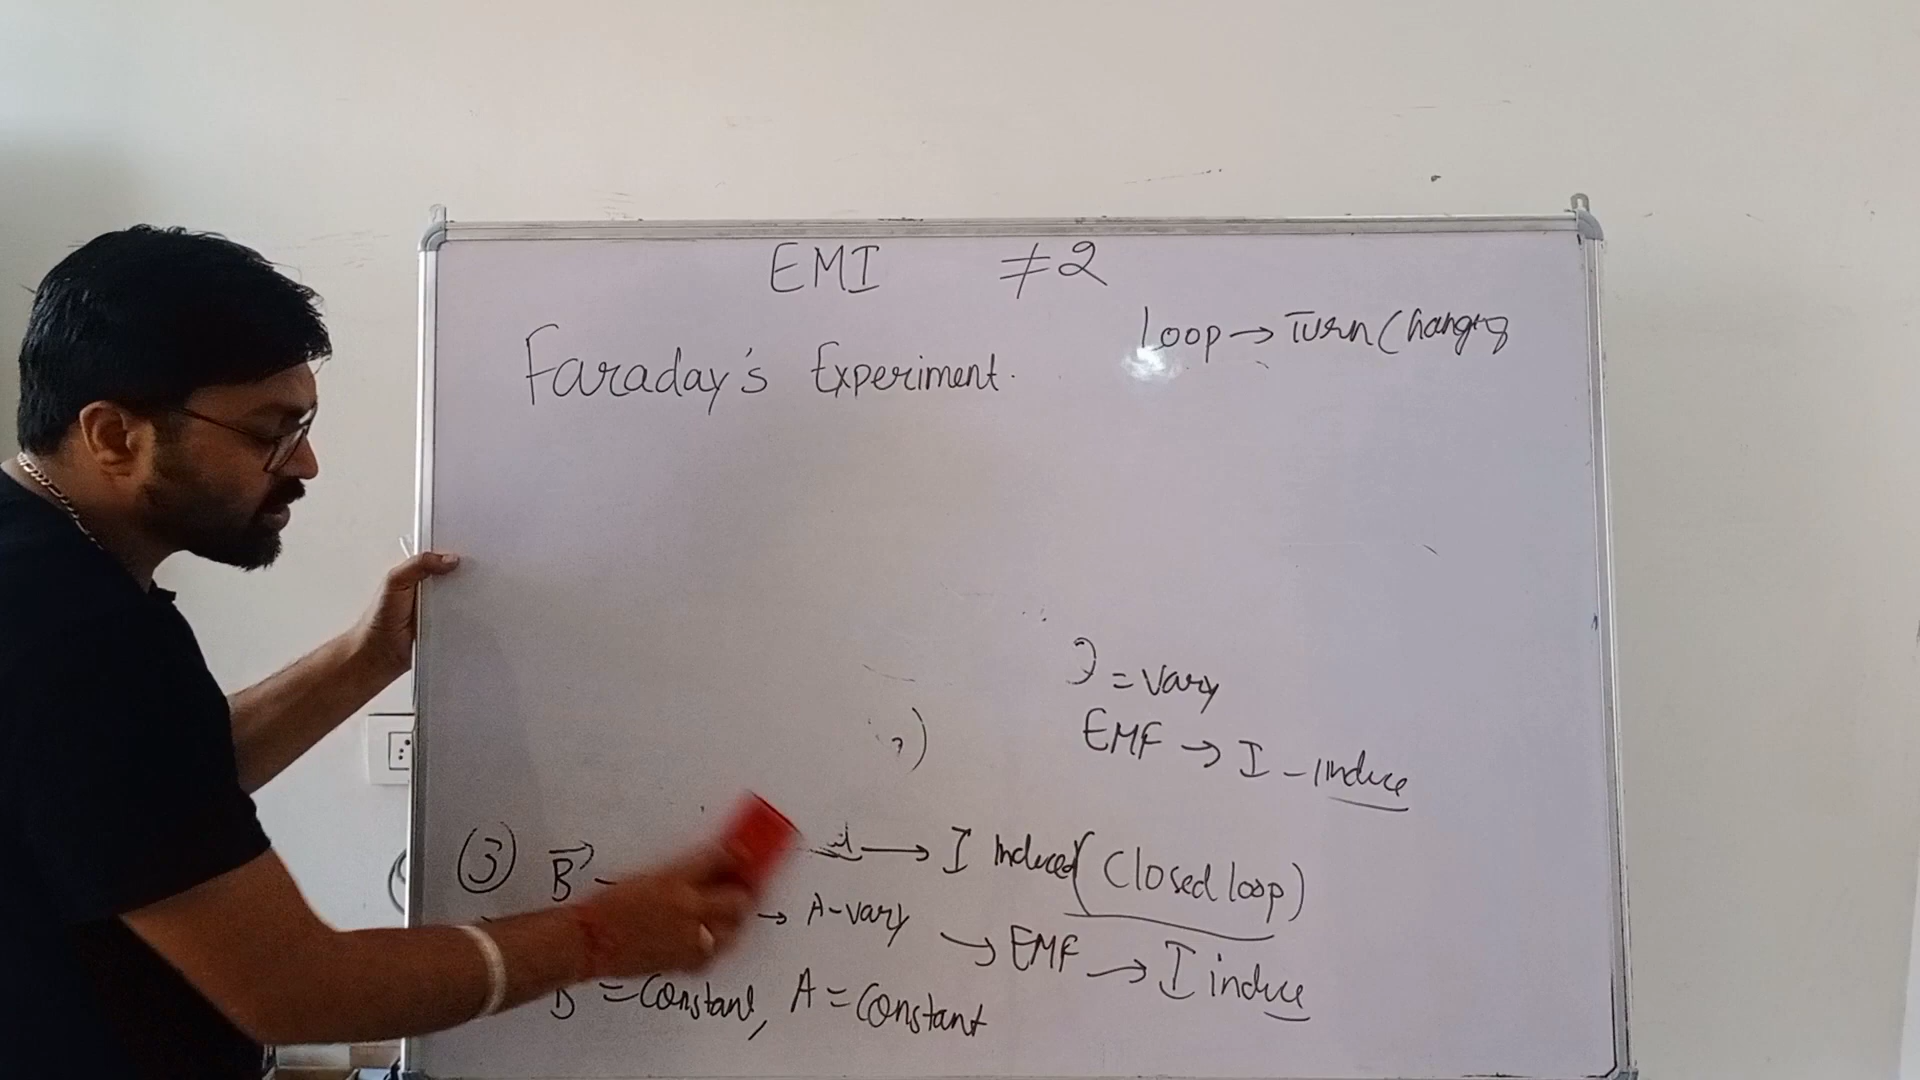 EMI #2
Loop → Turn Changing
Faraday's Experiment.
= vary
EMF → I - induce
③ B → I Induced (Closed loop)
→ A-vary → EMF → I induce
B = Constant, A = Constant